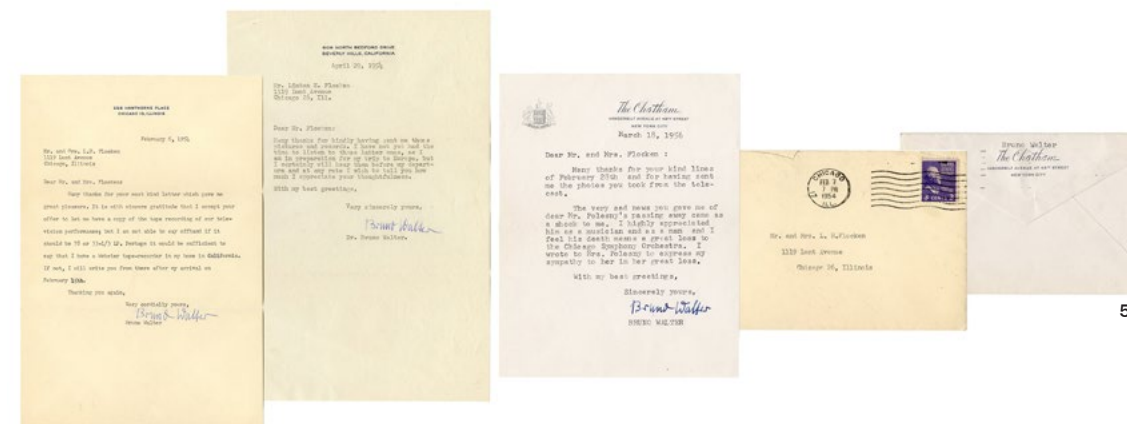 CHICAGO 10, ILLINOIS
February 6, 1954
Mr. and Mrs. L.H. Flocken
1119 Lost Avenue
Chicago, Illinois
Dear Mr. and Mrs. Flocken:
Many thanks for your most kind letter which gave me
great pleasure. It is with sincere gratitude that I accept your
offer to let me have a copy of the tape recording of our tele-
vision performance; but I am not able to say offhand if it
should be 78 or 33-1/3 LP. Perhaps it would be sufficient to
say that I have a Webster tape-recorder in my home in California.
If not, I will write you from there after my arrival on
February
Thanking you again,
Very cordially yours,
Bruno Walter
Bruno Walter
NORTH BEDFORD DRIVE
BEVERLY HILLS, CALIFORNIA
April 28, 1954
Mr. H. Flocken
1119 Avenue
Chicago 26, Ill.
Dear Mr. Flocken:
Many thanks for kindly having sent me those
pictures and records. I have not yet had the
time to listen to these latter ones, as I
am in preparation for my trip to Europe, but
I certainly will hear them before my depart-
ure and at any rate I wish to tell you how
much I appreciate your thoughtfulness.
With my best greetings,
Very sincerely yours,
Bruno Walter
Dr. Bruno Walter.
The Chatham
VANDERBILT AVENUE AT 48TH STREET
NEW YORK CITY
March 18, 1956
Dear Mr. and Mrs. Flocken :
Many thanks for your kind lines
of February 28th and for having sent
me the photos you took from the tele-
cast.
The very sad news you gave me of
dear Mr. Polesny's passing away came as
a shock to me. I highly appreciated
him as a musician and as a man and I
feel his death means a great loss to
the Chicago Symphony Orchestra. I
wrote to Mrs. Polesny to express my
sympathy to her in her great loss.
With my best greetings,
Sincerely yours,
Bruno Walter
BRUNO WALTER
CHICAGO
FEB 7
1954
ILL.
Mr. and Mrs. L. H.Flocken
1119 Avenue
Chicago 26, Illinois
Bruno Walter
The Chatham
VANDERBILT AVENUE AT 48TH STREET
NEW YORK CITY
5